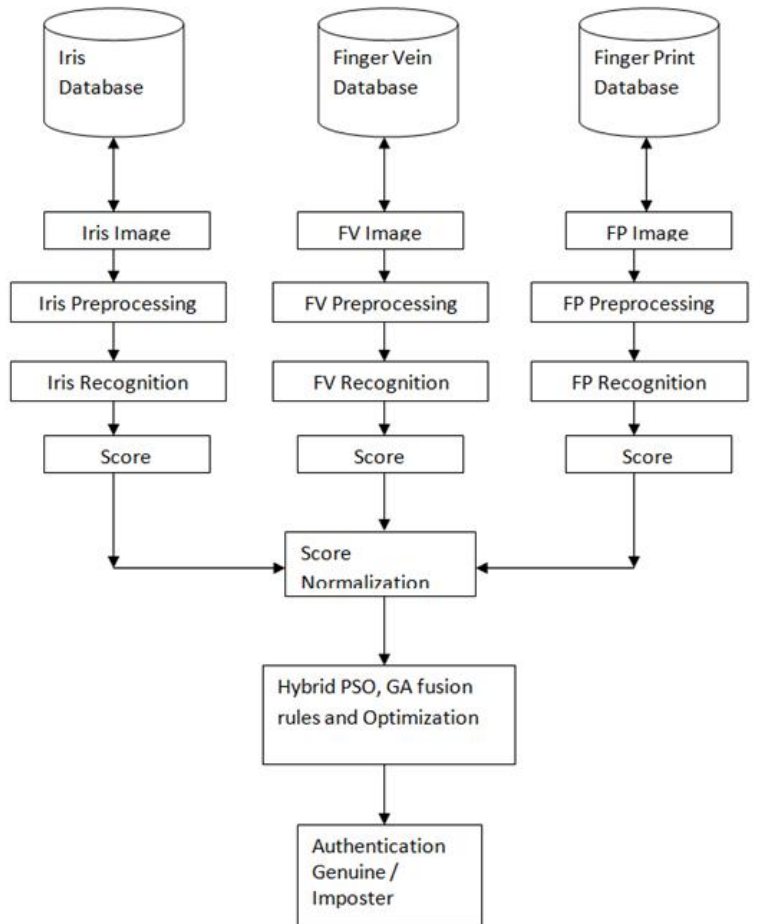 Iris
Database
Finger Vein
Database
Finger Print
Database
Iris Image
FV Image
FP Image
Iris Preprocessing
FV Preprocessing
FP Preprocessing
Iris Recognition
FV Recognition
FP Recognition
Score
Score
Score
Score
Normalization
Hybrid PSO, GA fusion
rules and Optimization
Authentication
Genuine /
Imposter